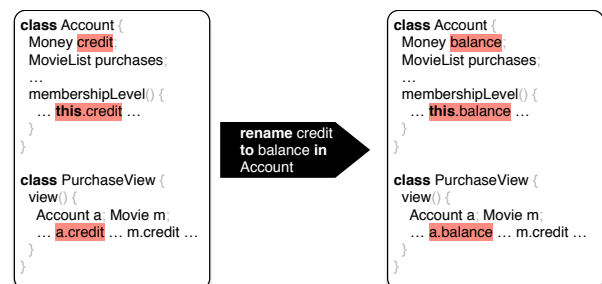 class Account {
Money credit;
MovieList purchases;
…
membershipLevel() {
… this.credit …
}
}
class PurchaseView {
view() {
Account a; Movie m;
… a.credit … m.credit …
}
}
rename credit
to balance in
Account
class Account {
Money balance;
MovieList purchases;
…
membershipLevel() {
… this.balance …
}
}
class PurchaseView {
view() {
Account a; Movie m;
… a.balance … m.credit …
}
}